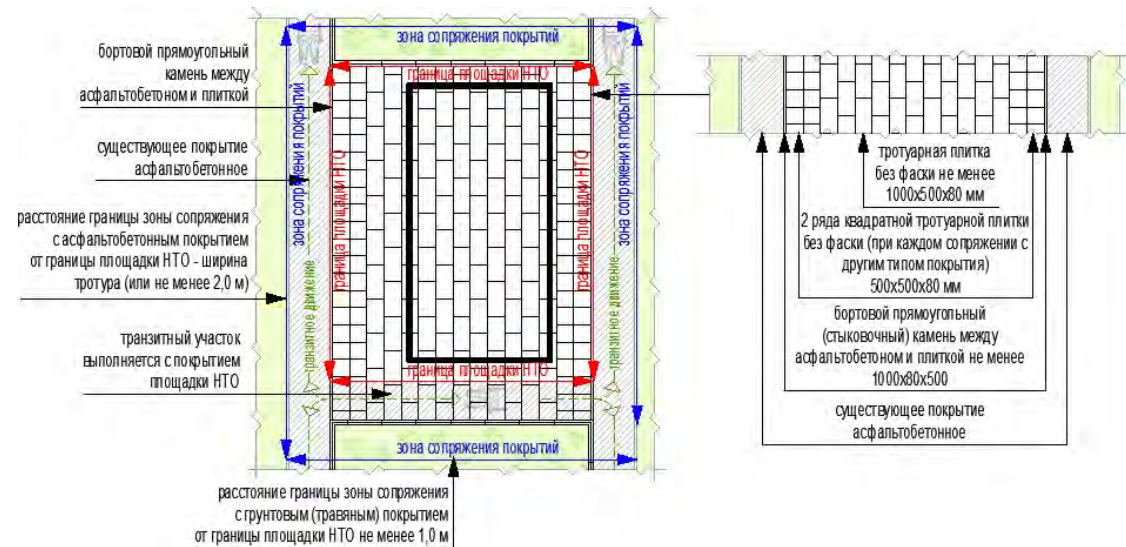 зона сопряжения покрытий
бортовой прямоугольный
камень между
асфальтобетоном и плиткой
существующее покрытие
асфальтобетонное
расстояние границы зоны сопряжения
с асфальтобетонным покрытием
от границы площадки НТО - ширина
тротура (или не менее 2,0 м)
транзитный участок
выполняется с покрытием
площадки НТО
зона сопряжения покрытий
граница площадки НТО
граница площадки НТО
граница площадки НТО
зона сопряжения покрытий
транзитное движение
транзитное движение
граница площадки НТО
зона сопряжения покрытий
расстояние границы зоны сопряжения
с грунтовым (травяным) покрытием
от границы площадки НТО не менее 1,0 м
тротуарная плитка
без фаски не менее
1000х500х80 мм
2 ряда квадратной тротуарной плитки
без фаски (при каждом сопряжении с
другим типом покрытия)
500х500х80 мм
бортовой прямоугольный
(стыковочный) камень между
асфальтобетоном и плиткой не менее
1000х80х500
существующее покрытие
асфальтобетонное